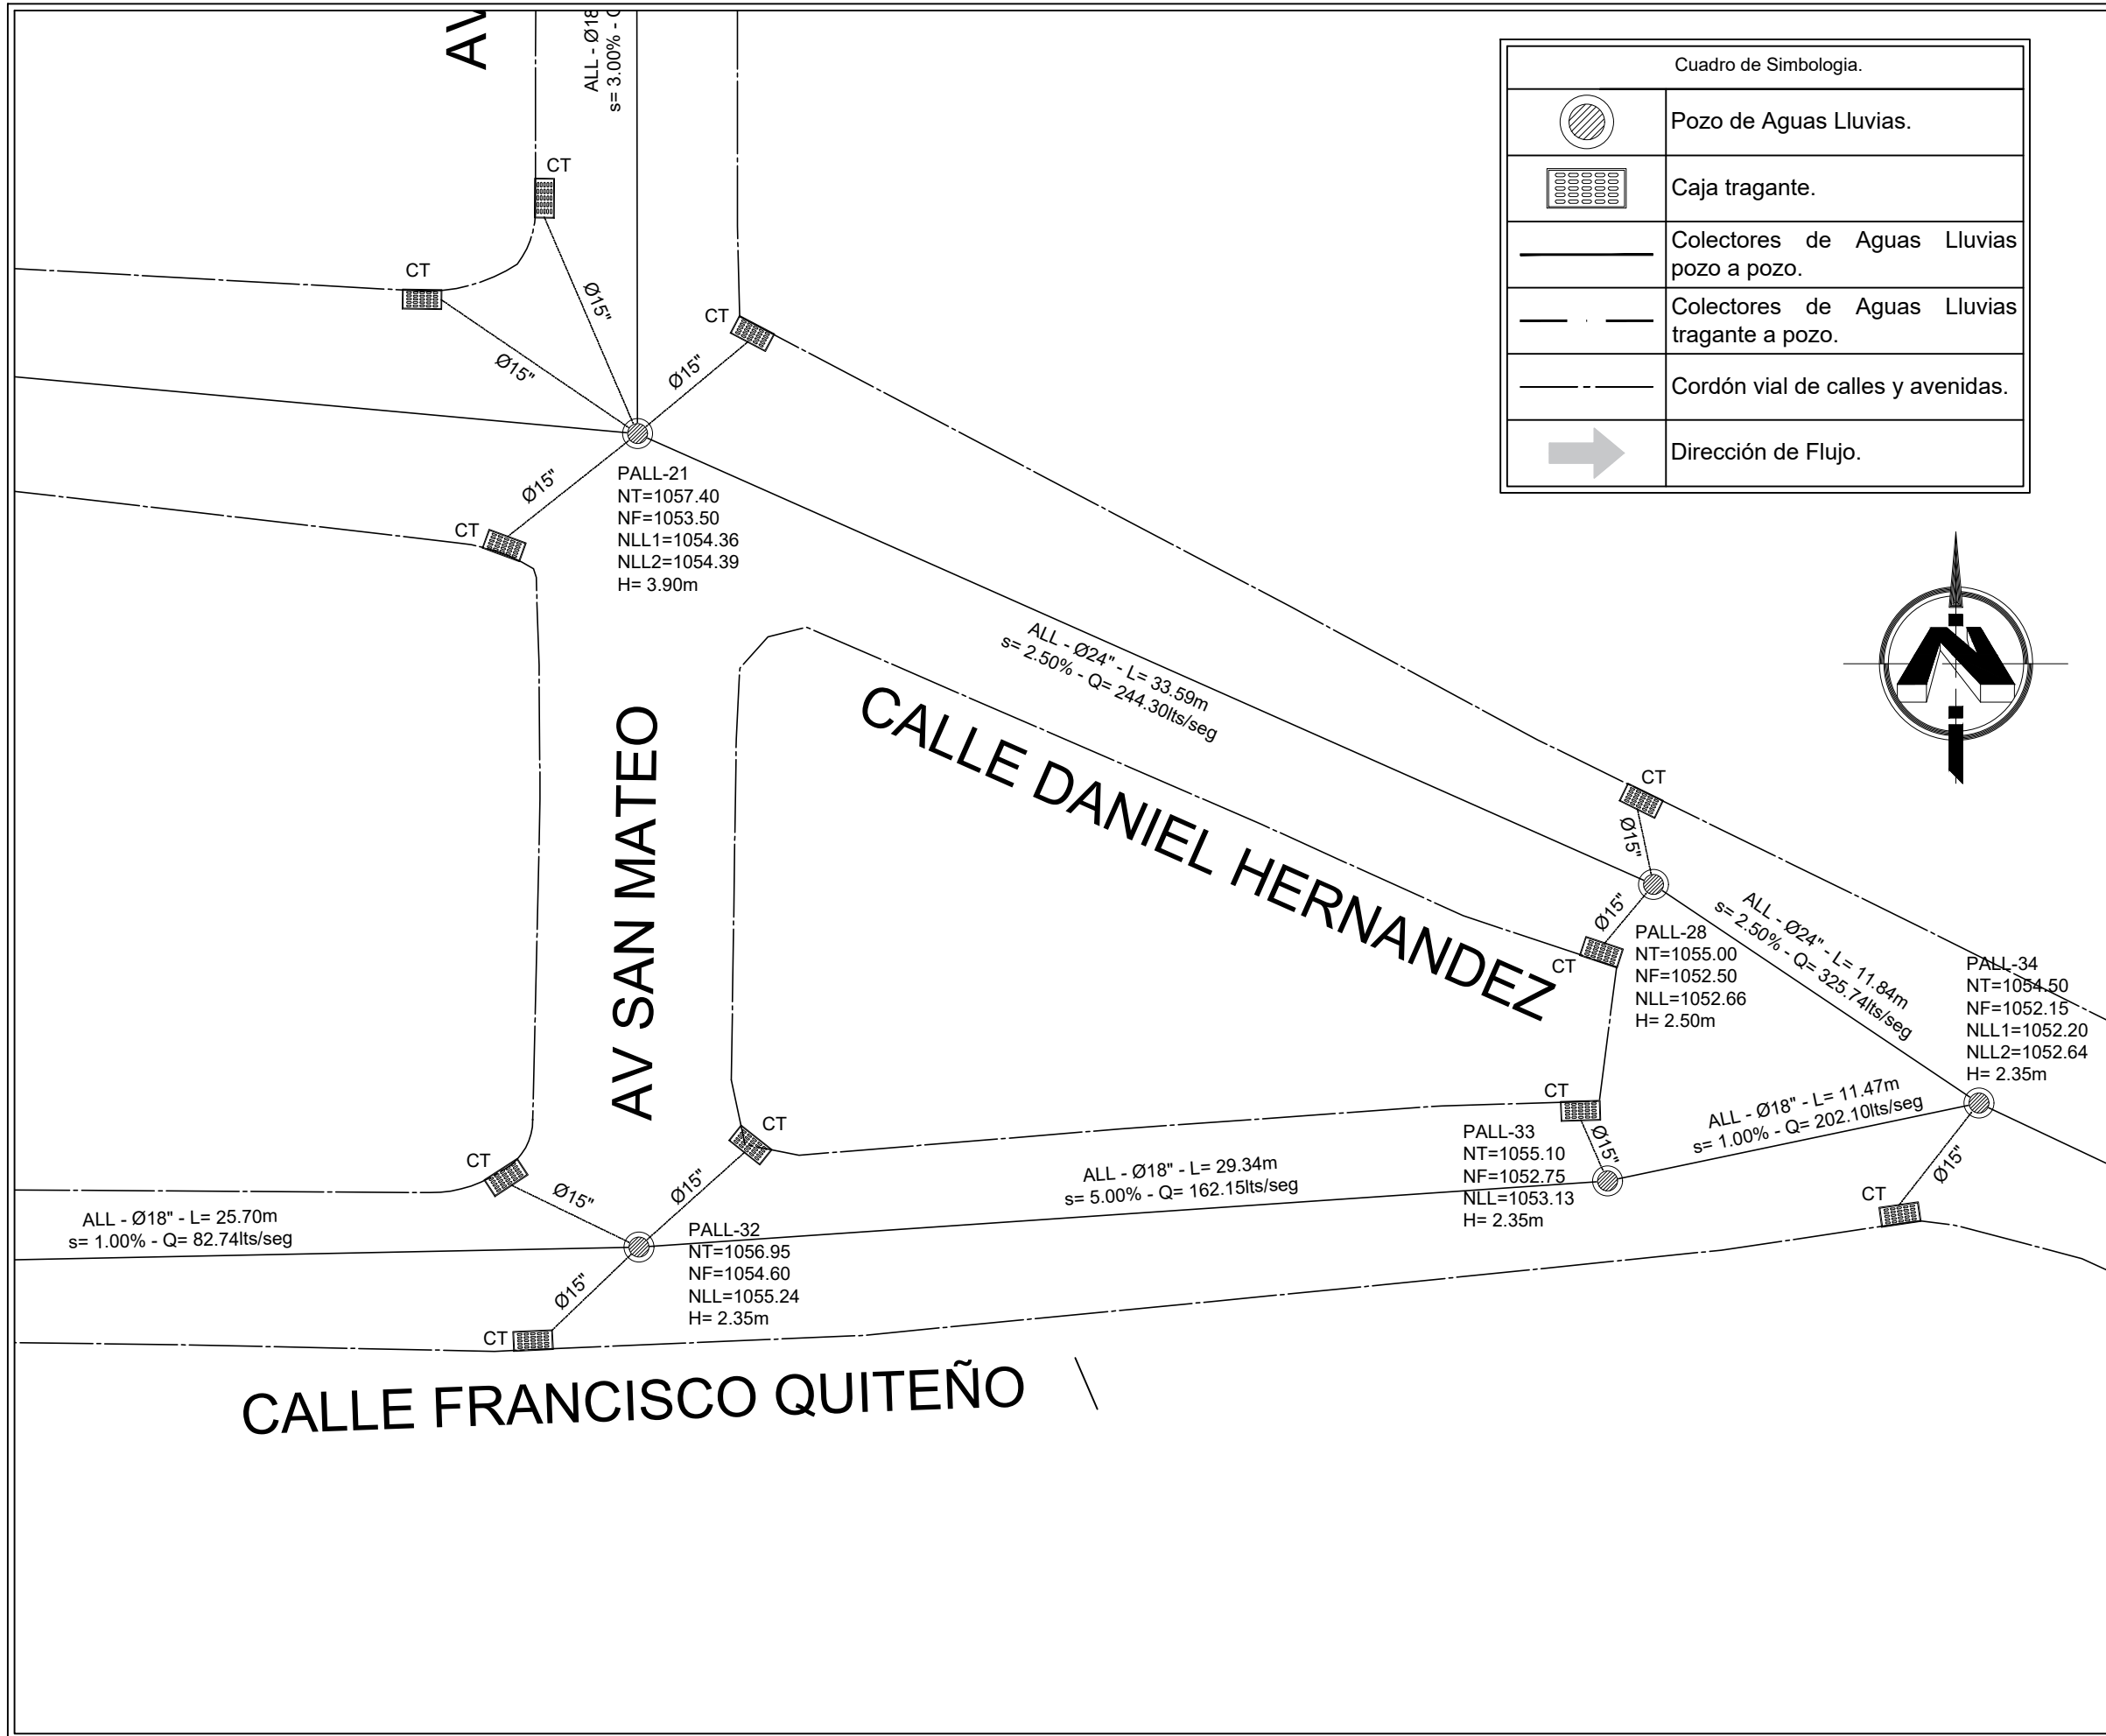 AV
ALL - Ø18
s= 3.00% -
Cuadro de Simbologia.
Pozo de Aguas Lluvias.
Caja tragante.
Colectores de Aguas Lluvias
pozo a pozo.
Colectores de Aguas Lluvias
tragante a pozo.
Cordón vial de calles y avenidas.
Dirección de Flujo.
N
CT
CT
CT
Ø15"
Ø15"
Ø15"
Ø15"
CT
PALL-21
NT=1057.40
NF=1053.50
NLL1=1054.36
NLL2=1054.39
H= 3.90m
ALL - Ø24" - L= 33.59m
s= 2.50% - Q= 244.30lts/seg
CALLE DANIEL HERNANDEZ
AV SAN MATEO
CT
Ø15"
Ø15"
CT
PALL-28
NT=1055.00
NF=1052.50
NLL=1052.66
H= 2.50m
ALL - Ø24" - L= 11.84m
s= 2.50% - Q= 325.74lts/seg
PALL-34
NT=1054.50
NF=1052.15
NLL1=1052.20
NLL2=1052.64
H= 2.35m
CT
Ø15"
PALL-33
NT=1055.10
NF=1052.75
NLL=1053.13
H= 2.35m
ALL - Ø18" - L= 11.47m
s= 1.00% - Q= 202.10lts/seg
Ø15"
CT
CT
CT
Ø15"
Ø15"
ALL - Ø18" - L= 29.34m
s= 5.00% - Q= 162.15lts/seg
ALL - Ø18" - L= 25.70m
s= 1.00% - Q= 82.74lts/seg
PALL-32
NT=1056.95
NF=1054.60
NLL=1055.24
H= 2.35m
Ø15"
CT
CALLE FRANCISCO QUITEÑO